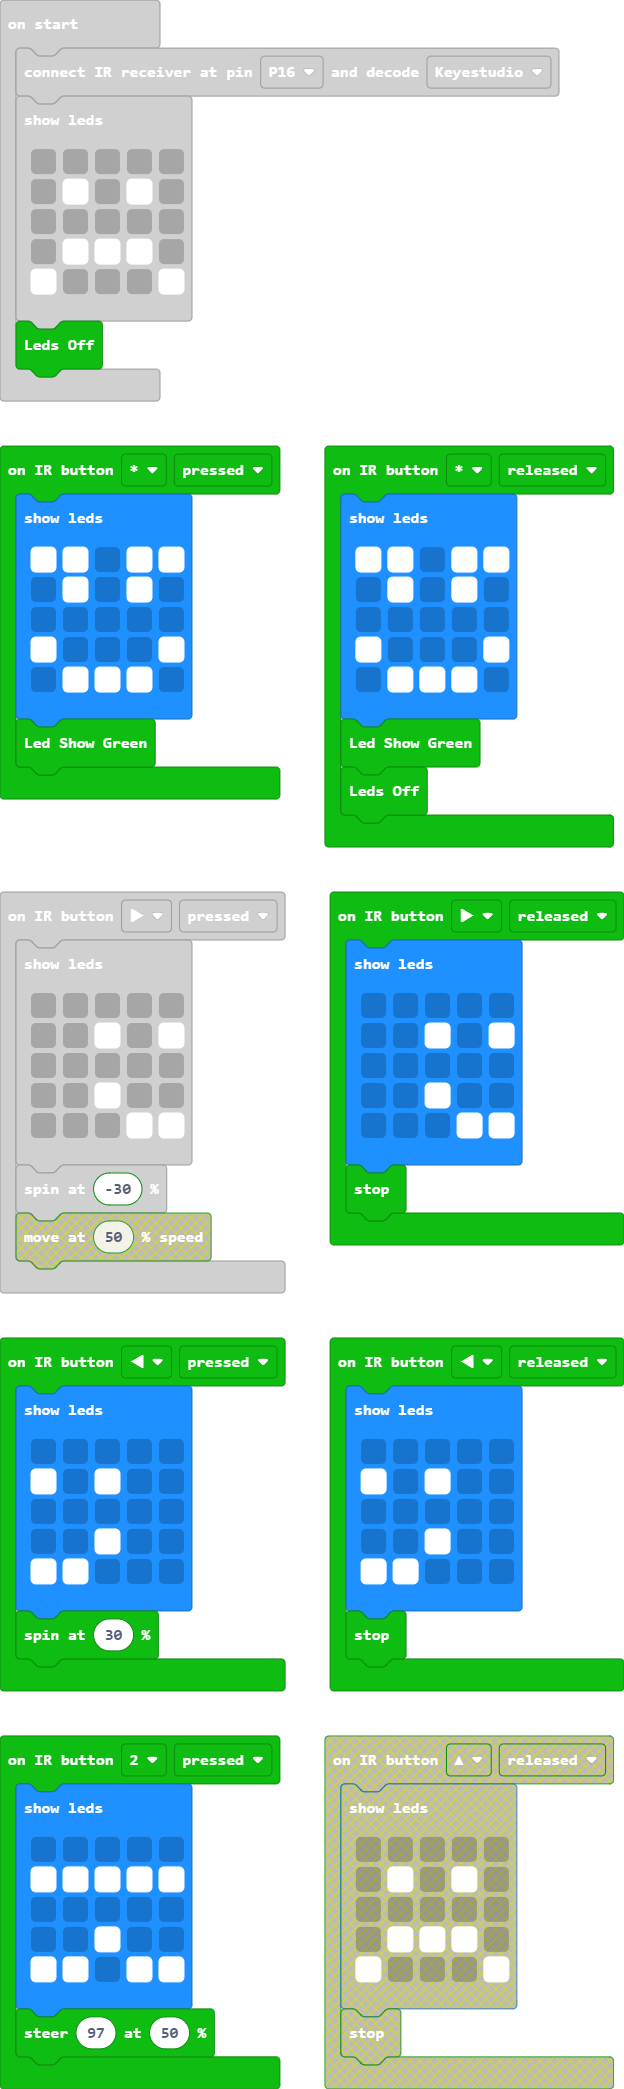 on start
connect IR receiver at pin P16 and decode Keyestudio
show leds
Leds Off
on IR button * pressed
show leds
Led Show Green
on IR button * released
show leds
Led Show Green
Leds Off
on IR button ▶ pressed
show leds
spin at -30 %
move at 50 % speed
on IR button ▶ released
show leds
stop
on IR button ◀ pressed
show leds
spin at 30 %
on IR button ◀ released
show leds
stop
on IR button 2 pressed
show leds
steer 97 at 50 %
on IR button ▲ released
show leds
stop